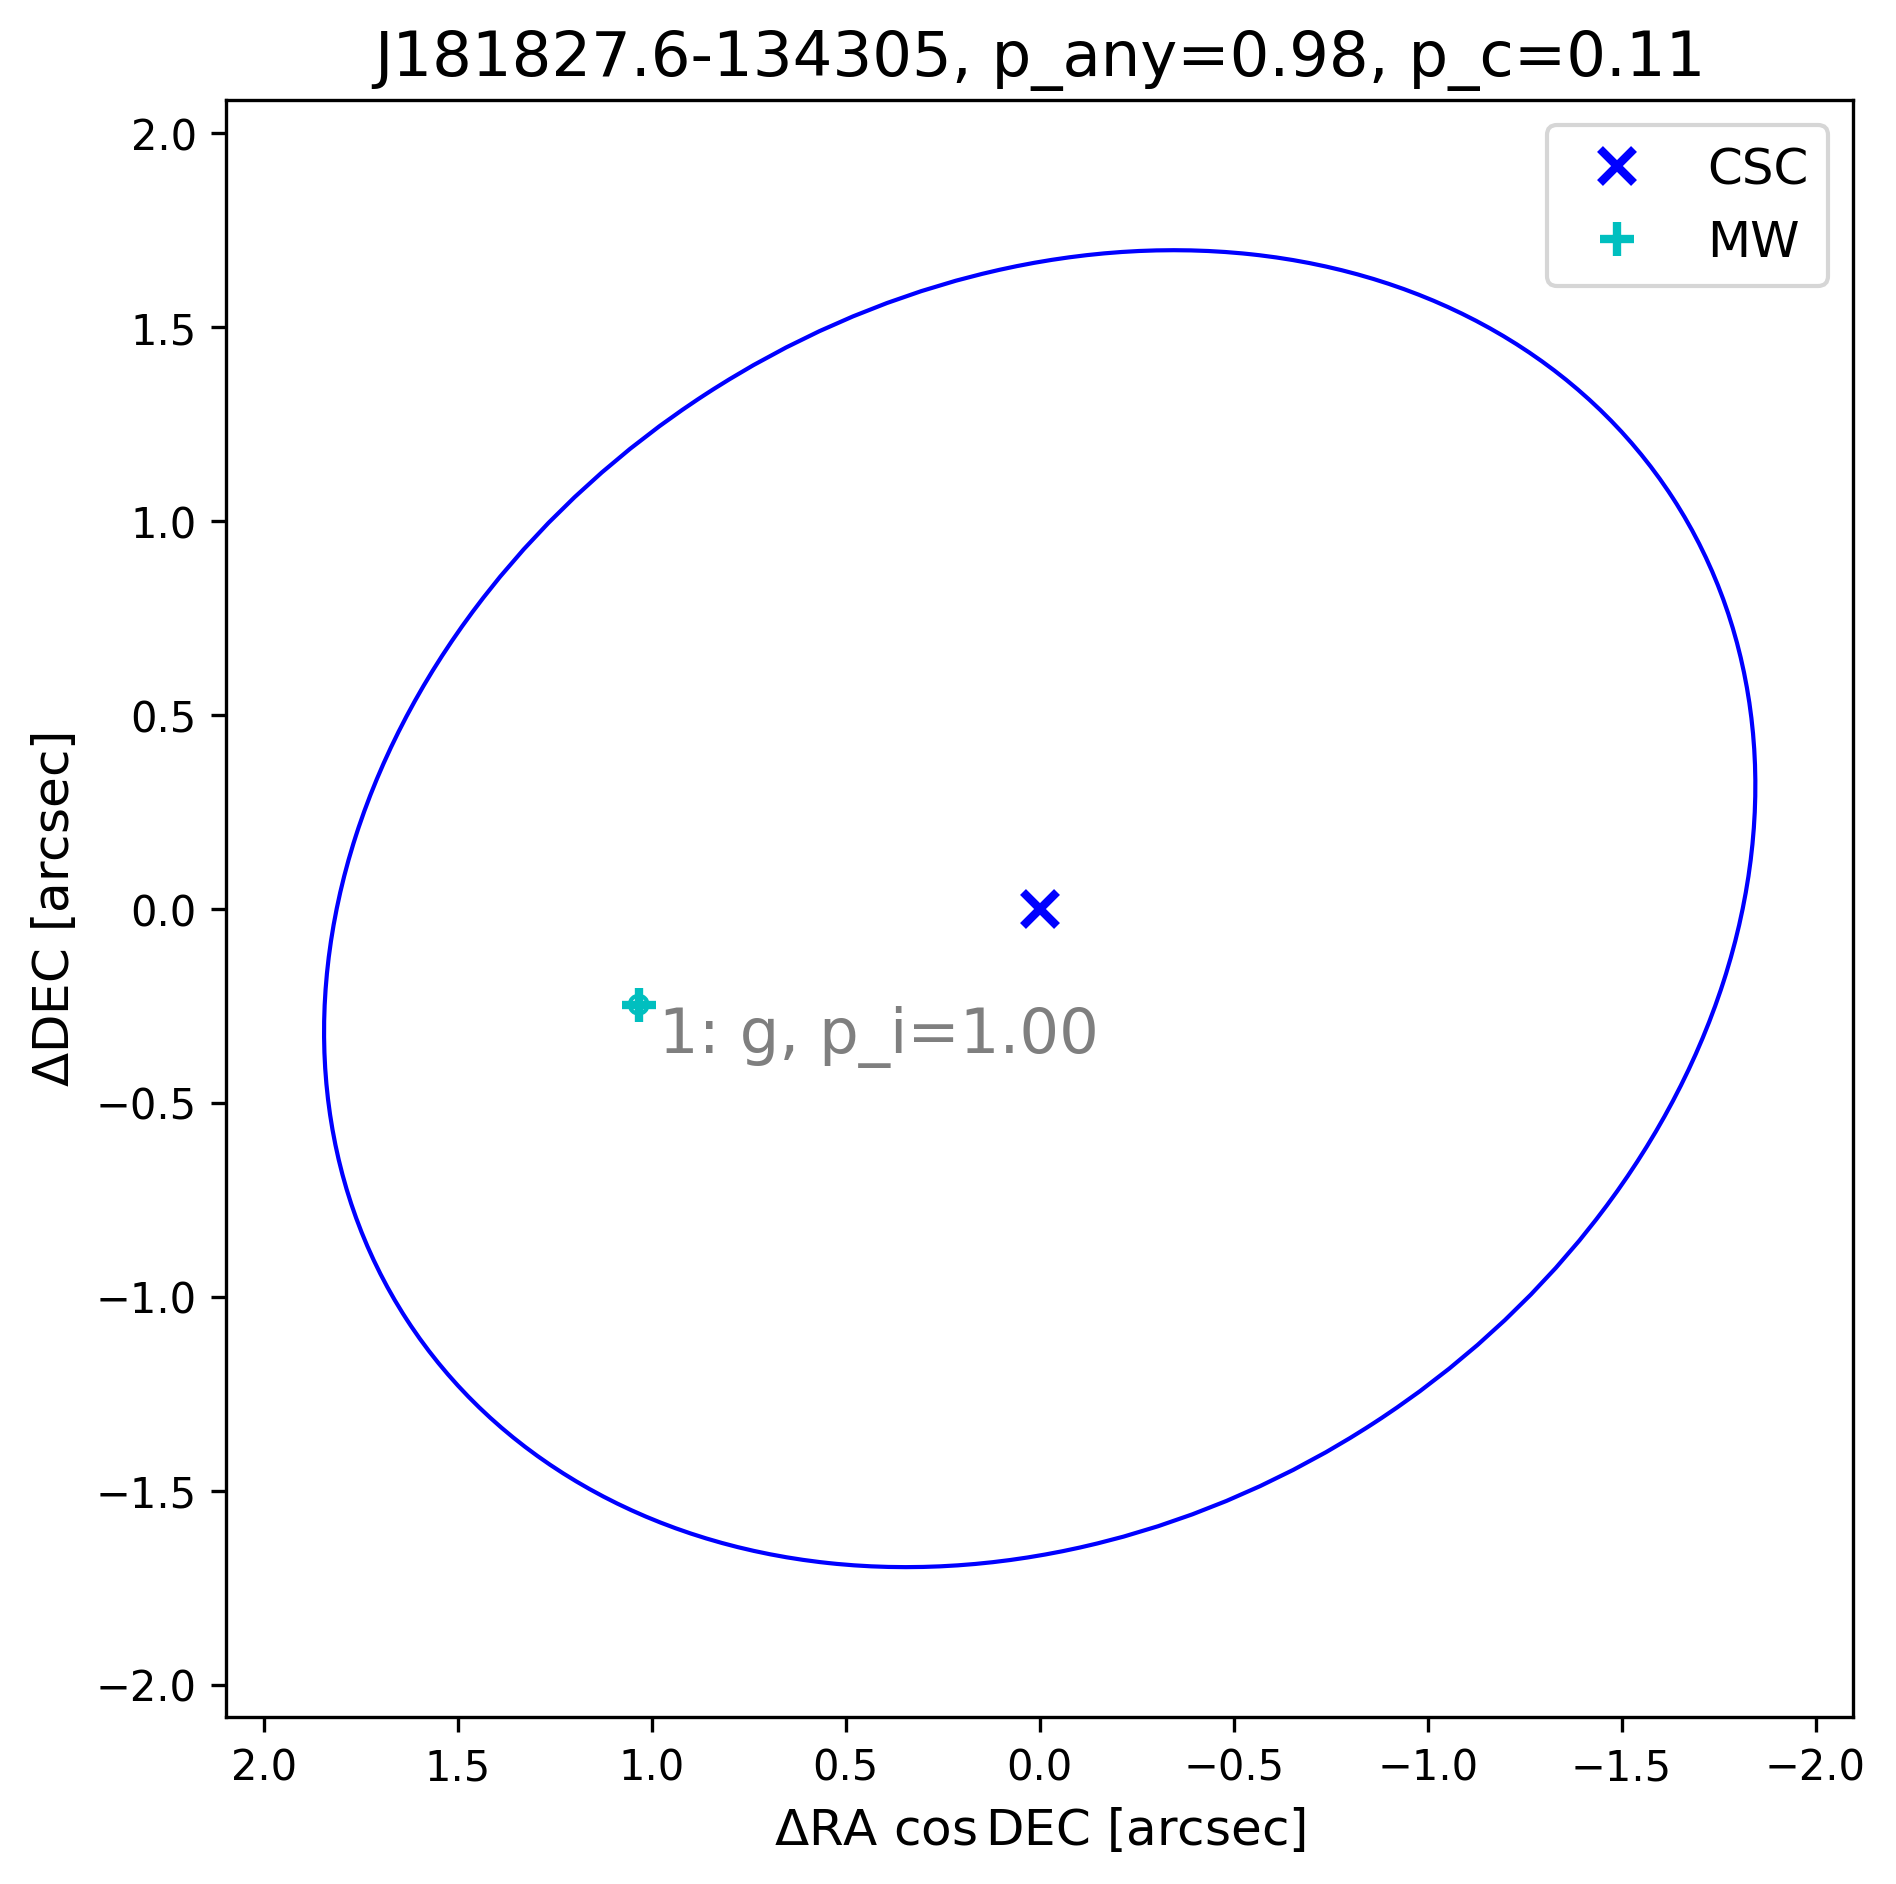 J181827.6-134305, p_any=0.98, p_c=0.11
CSC
MW
2.0
1.5
1.0
0.5
0.0
−0.5
−1.0
−1.5
−2.0
ΔDEC [arcsec]
1: g, p_i=1.00
2.0 1.5 1.0 0.5 0.0 −0.5 −1.0 −1.5 −2.0
ΔRA cos DEC [arcsec]